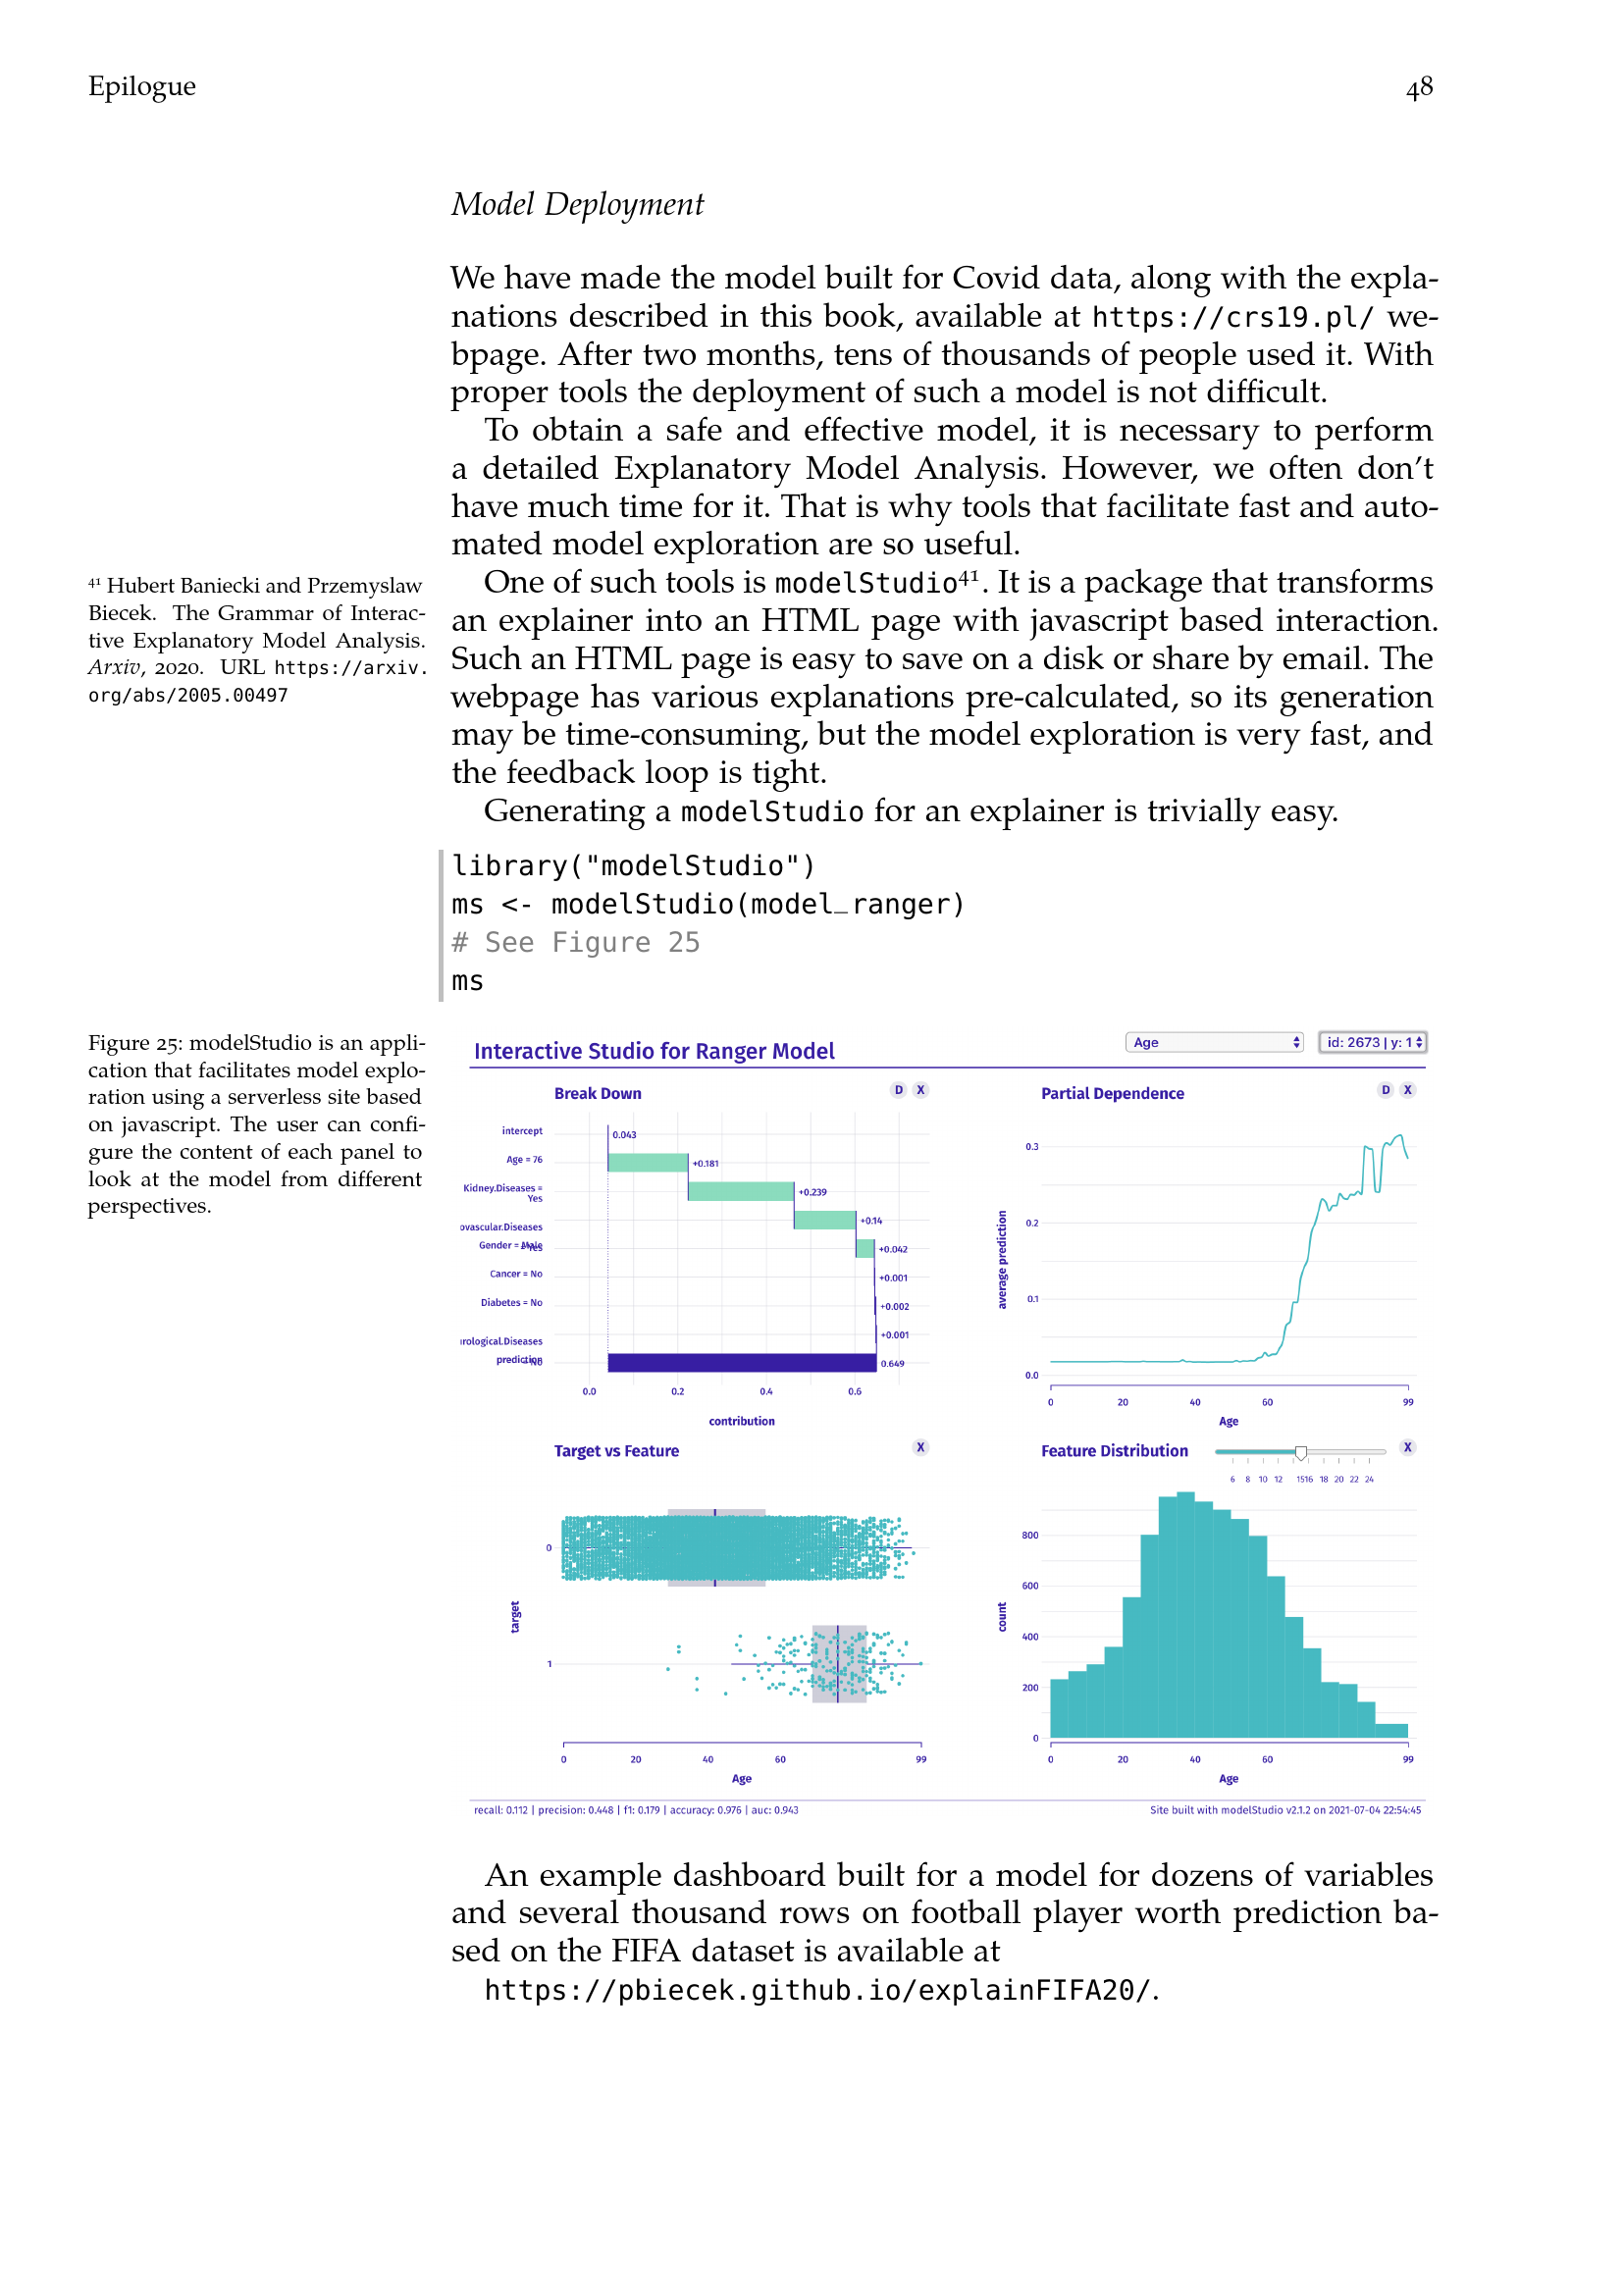 Epilogue
48
Model Deployment
We have made the model built for Covid data, along with the expla-
nations described in this book, available at https://crs19.pl/ we-
bpage. After two months, tens of thousands of people used it. With
proper tools the deployment of such a model is not difficult.
To obtain a safe and effective model, it is necessary to perform
a detailed Explanatory Model Analysis. However, we often don't
have much time for it. That is why tools that facilitate fast and auto-
mated model exploration are so useful.
One of such tools is modelStudio⁴¹. It is a package that transforms
an explainer into an HTML page with javascript based interaction.
Such an HTML page is easy to save on a disk or share by email. The
webpage has various explanations pre-calculated, so its generation
may be time-consuming, but the model exploration is very fast, and
the feedback loop is tight.
Generating a modelStudio for an explainer is trivially easy.
⁴¹ Hubert Baniecki and Przemyslaw
Biecek. The Grammar of Interac-
tive Explanatory Model Analysis.
Arxiv, 2020. URL https://arxiv.
org/abs/2005.00497
library("modelStudio")
ms <- modelStudio(model_ranger)
# See Figure 25
ms
Figure 25: modelStudio is an appli-
cation that facilitates model explo-
ration using a serverless site based
on javascript. The user can confi-
gure the content of each panel to
look at the model from different
perspectives.
Interactive Studio for Ranger Model
Age
id: 2673 | y: 1
Break Down
D X
intercept
0.043
Age = 76
+0.181
Kidney.Diseases =
Yes
+0.239
ovascular.Diseases
= Yes
+0.14
Gender = Male
+0.042
Cancer = No
+0.001
Diabetes = No
+0.002
rological.Diseases
= No
+0.001
prediction
0.649
0.0 0.2 0.4 0.6
contribution
Partial Dependence
D X
average prediction
0.3
0.2
0.1
0.0
0 20 40 60 99
Age
Target vs Feature
X
target
0
1
0 20 40 60 99
Age
Feature Distribution
X
6 8 10 12 15 16 18 20 22 24
count
800
600
400
200
0
0 20 40 60 99
Age
recall: 0.112 | precision: 0.448 | f1: 0.179 | accuracy: 0.976 | auc: 0.943
Site built with modelStudio v2.1.2 on 2021-07-04 22:54:45
An example dashboard built for a model for dozens of variables
and several thousand rows on football player worth prediction ba-
sed on the FIFA dataset is available at
https://pbiecek.github.io/explainFIFA20/.